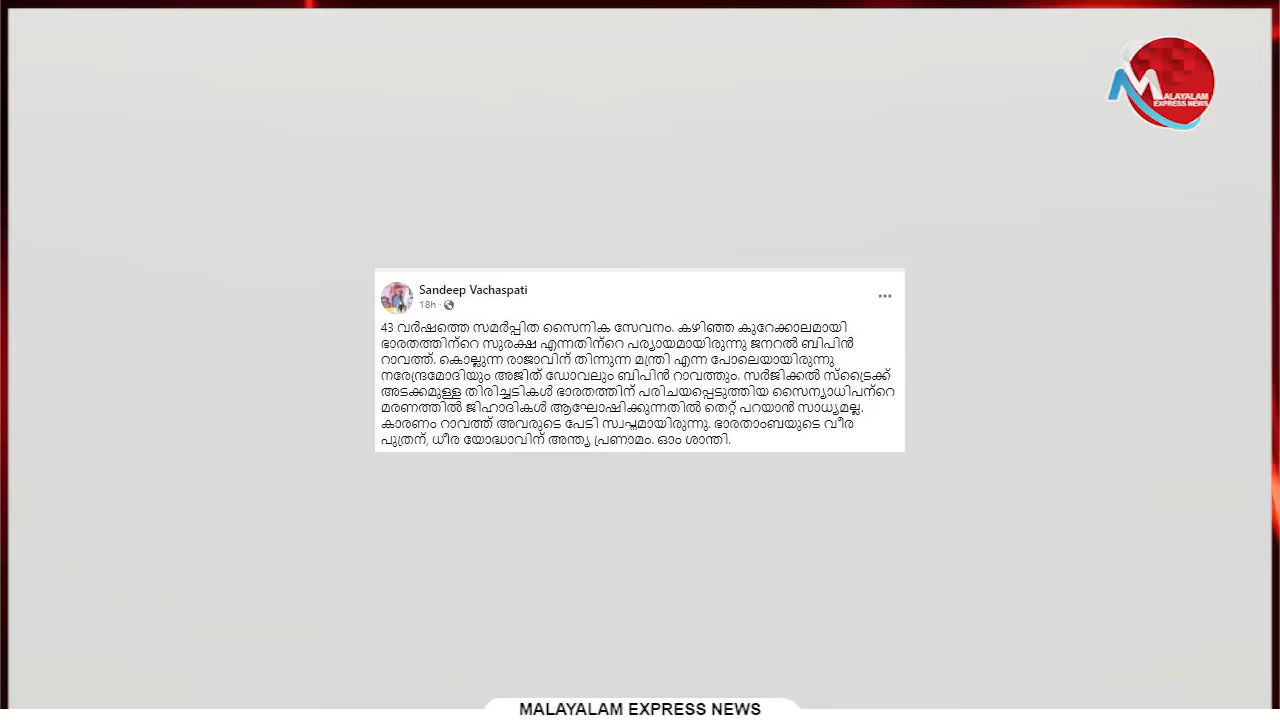 MALAYALAM
EXPRESS NEWS
Sandeep Vachaspati
18h ·
43 വർഷത്തെ സമർപ്പിത സൈനിക സേവനം. കഴിഞ്ഞ കുറേക്കാലമായി
ഭാരതത്തിന്റെ സുരക്ഷ എന്നതിന്റെ പര്യായമായിരുന്നു ജനറൽ ബിപിൻ
റാവത്ത്. കൊല്ലുന്ന രാജാവിന് തിന്നുന്ന മന്ത്രി എന്ന പോലെയായിരുന്നു
നരേന്ദ്രമോദിയും അജിത് ഡോവലും ബിപിൻ റാവത്തും. സർജിക്കൽ സ്ട്രൈക്ക്
അടക്കമുള്ള തിരിച്ചടികൾ ഭാരതത്തിന് പരിചയപ്പെടുത്തിയ സൈന്യാധിപന്റെ
മരണത്തിൽ ജിഹാദികൾ ആഘോഷിക്കുന്നതിൽ തെറ്റ് പറയാൻ സാധ്യമല്ല.
കാരണം റാവത്ത് അവരുടെ പേടി സ്വപ്നമായിരുന്നു. ഭാരതാംബയുടെ വീര
പുത്രന്, ധീര യോദ്ധാവിന് അന്ത്യ പ്രണാമം. ഓം ശാന്തി.
MALAYALAM EXPRESS NEWS